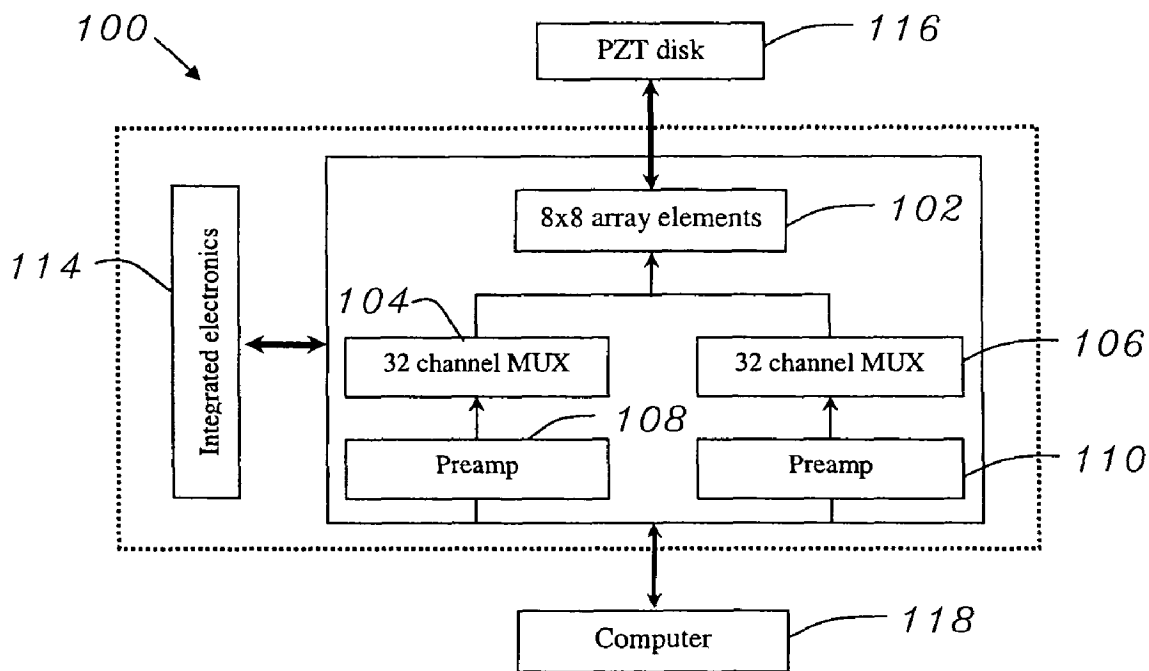 100
PZT disk
116
8x8 array elements
102
114
Integrated electronics
104
32 channel MUX
32 channel MUX
106
108
Preamp
Preamp
110
Computer
118